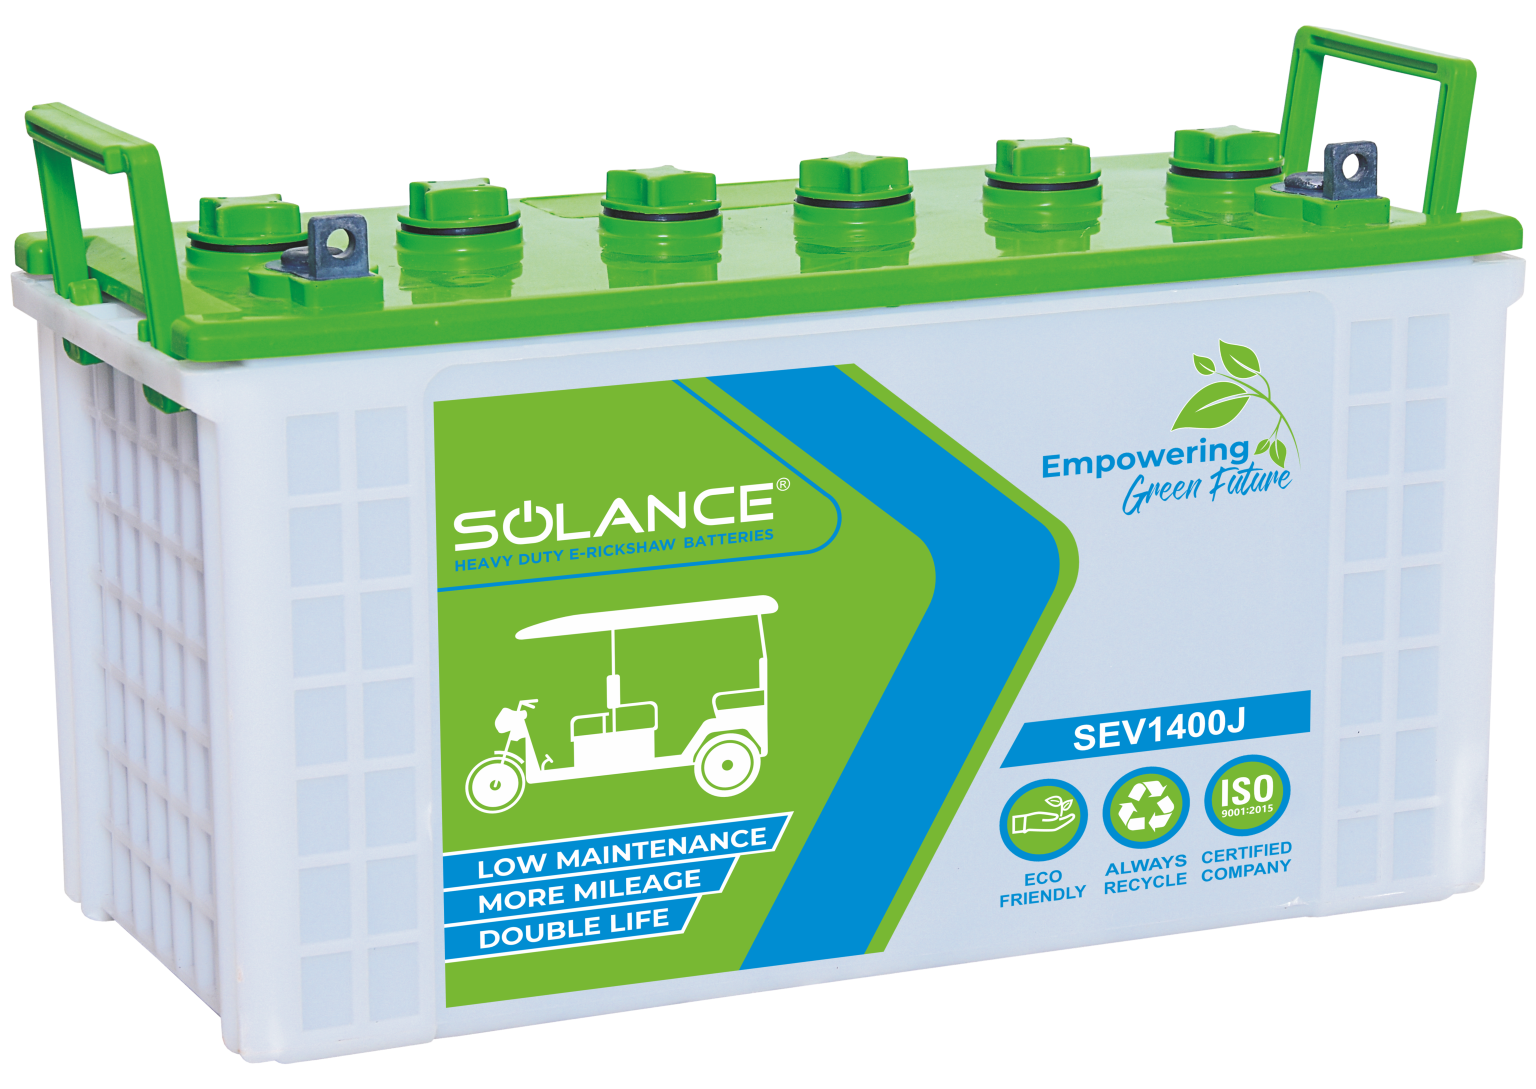 SOLANCE®
HEAVY DUTY E-RICKSHAW BATTERIES
LOW MAINTENANCE
MORE MILEAGE
DOUBLE LIFE
Empowering
Green Future
SEV1400J
ISO
9001:2015
ECO
FRIENDLY
ALWAYS
RECYCLE
CERTIFIED
COMPANY